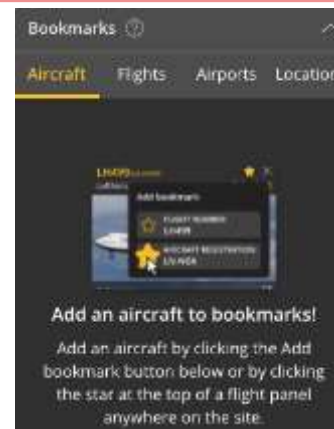 Bookmarks
Aircraft Flights Airports Location
LH499
Add bookmark
FLIGHT NUMBER
LH499
AIRCRAFT REGISTRATION
Add an aircraft to bookmarks!
Add an aircraft by clicking the Add
bookmark button below or by clicking
the star at the top of a flight panel
anywhere on the site.